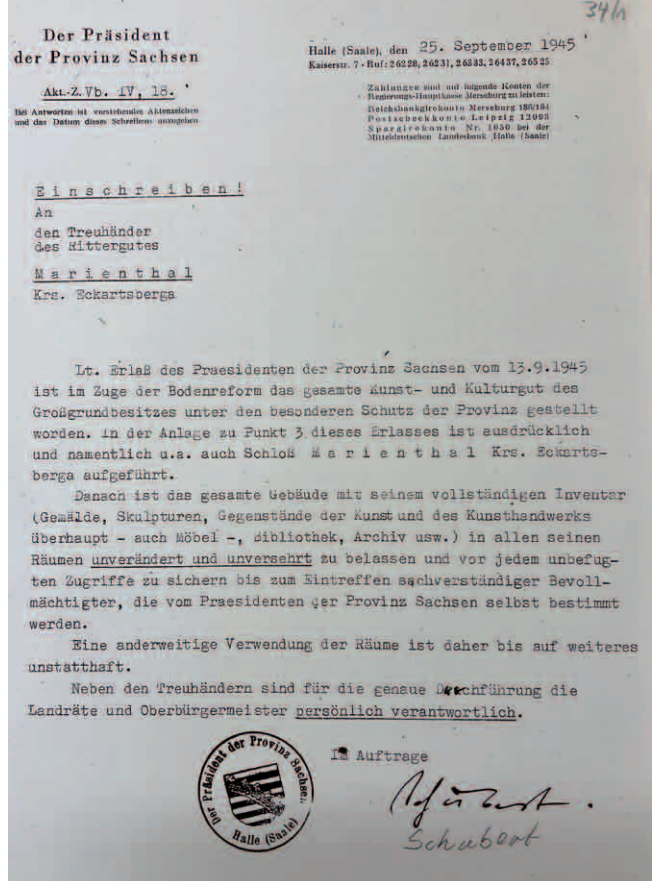 34/1
Der Präsident
der Provinz Sachsen
Akt.-Z. Vb. IV, 18.
Bei Antworten ist vorstehendes Aktenzeichen
und das Datum dieses Schreibens anzugeben
Halle (Saale), den 25. September 1945
Kaiserstr. 7 - Ruf: 26228, 26231, 26333, 26437, 26525
Zahlungen sind auf folgende Konten der
Regierungs-Hauptkasse Merseburg zu leisten:
Reichsbankgirokonto Merseburg 180/184
Postscheckkonto Leipzig 12093
Spargirokonto Nr. 1050 bei der
Mitteldeutschen Landesbank Halle (Saale)
Einschreiben!
An
den Treuhänder
des Rittergutes
Marienthal
Krs. Eckartsberga
Lt. Erlaß des Praesidenten der Provinz Sachsen vom 13.9.1945
ist im Zuge der Bodenreform das gesamte Kunst- und Kulturgut des
Großgrundbesitzes unter den besonderen Schutz der Provinz gestellt
worden. In der Anlage zu Punkt 3 dieses Erlasses ist ausdrücklich
und namentlich u.a. auch Schloß Marienthal Krs. Eckarts-
berga aufgeführt.
Danach ist das gesamte Gebäude mit seinem vollständigen Inventar
(Gemälde, Skulpturen, Gegenstände der Kunst und des Kunsthandwerks
überhaupt - auch Möbel -, Bibliothek, Archiv usw.) in allen seinen
Räumen unverändert und unversehrt zu belassen und vor jedem unbefug-
ten Zugriffe zu sichern bis zum Eintreffen sachverständiger Bevoll-
mächtigter, die vom Praesidenten der Provinz Sachsen selbst bestimmt
werden.
Eine anderweitige Verwendung der Räume ist daher bis auf weiteres
unstatthaft.
Neben den Treuhändern sind für die genaue Durchführung die
Landräte und Oberbürgermeister persönlich verantwortlich.
Im Auftrage
Der Präsident der Provinz Sachsen
Halle (Saale)
Schubert.
Schubert